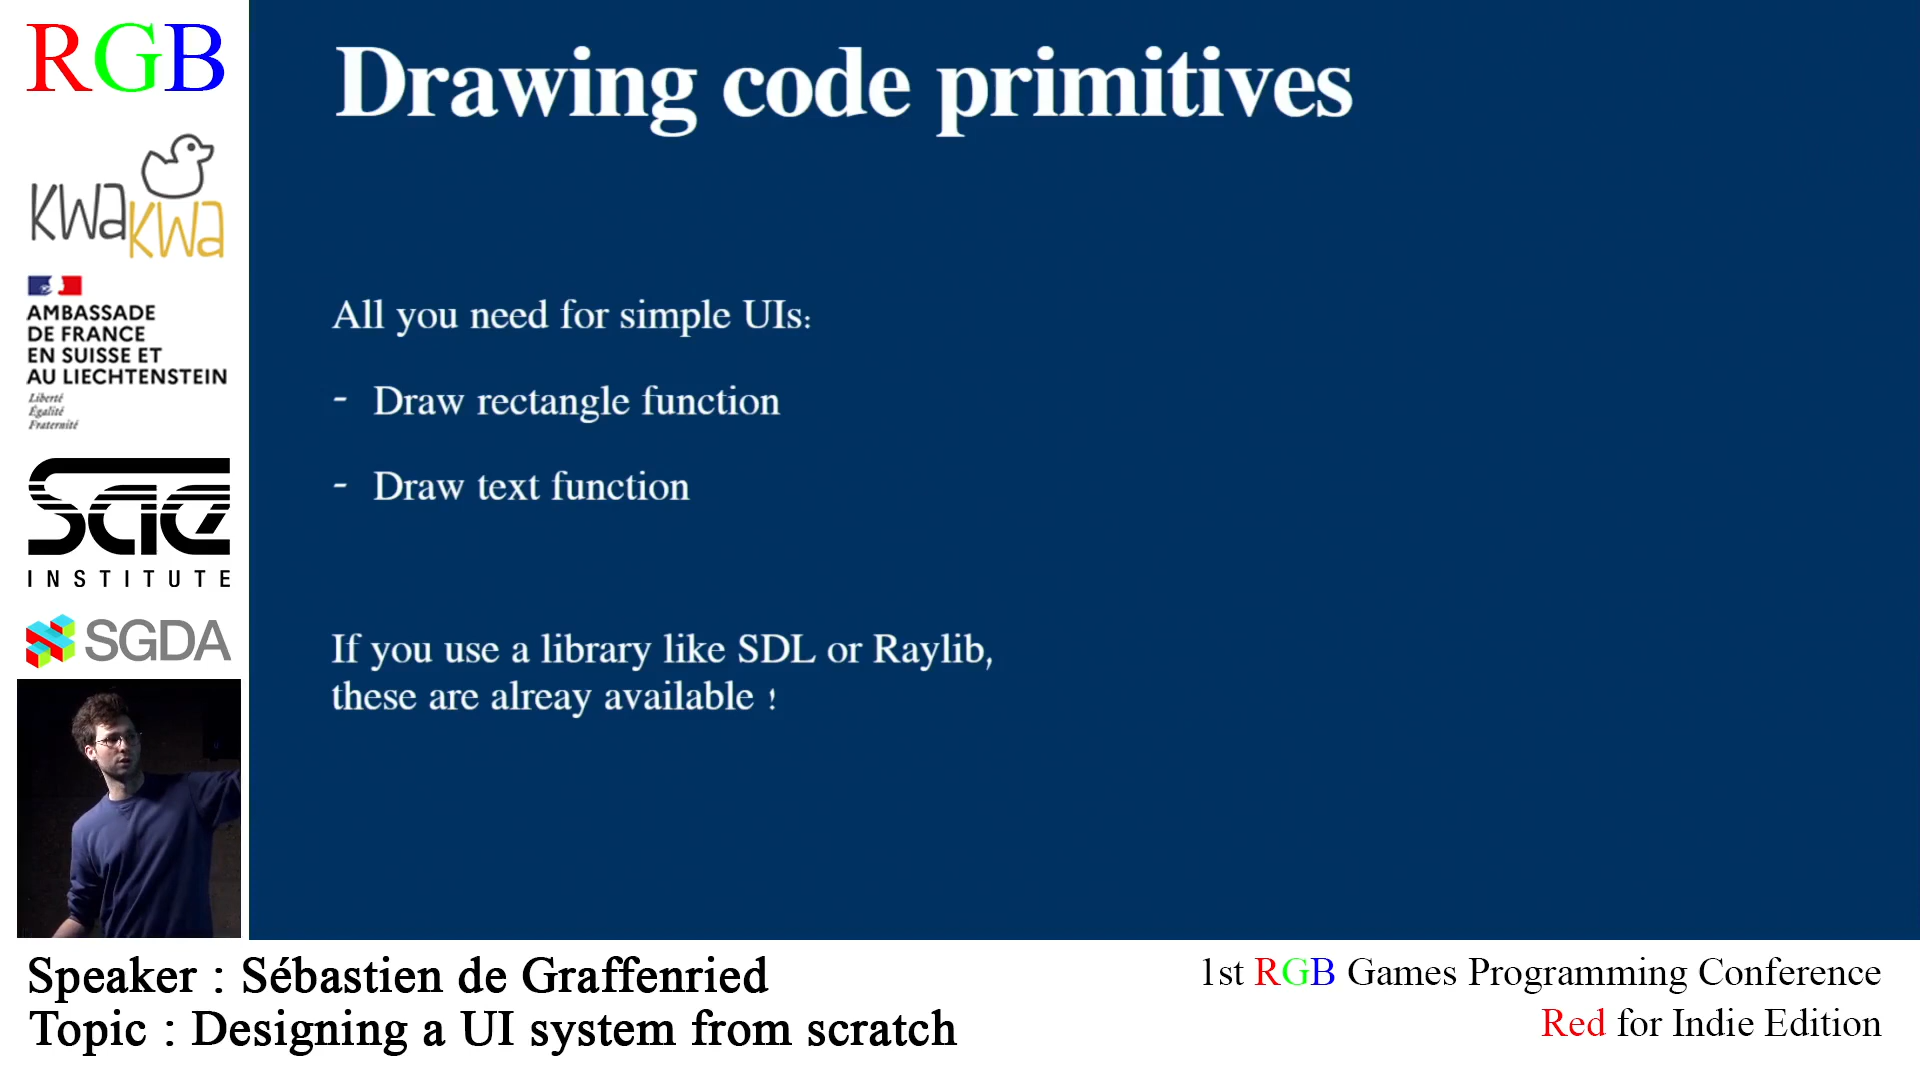 RGB
Drawing code primitives
KWAKWA
AMBASSADE
DE FRANCE
EN SUISSE ET
AU LIECHTENSTEIN
Liberté
Égalité
Fraternité
All you need for simple UIs:
- Draw rectangle function
- Draw text function
sae
INSTITUTE
SGDA
If you use a library like SDL or Raylib,
these are alreay available !
Speaker : Sébastien de Graffenried
Topic : Designing a UI system from scratch
1st RGB Games Programming Conference
Red for Indie Edition